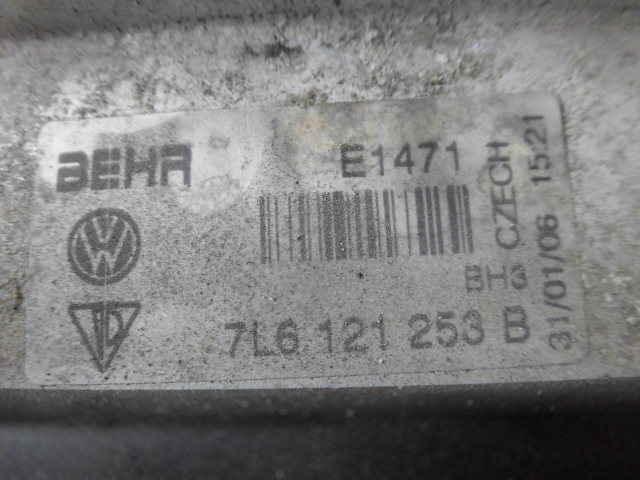 BEHR
E1471
BH3
7L6 121 253 B
CZECH
31/01/06 15:21